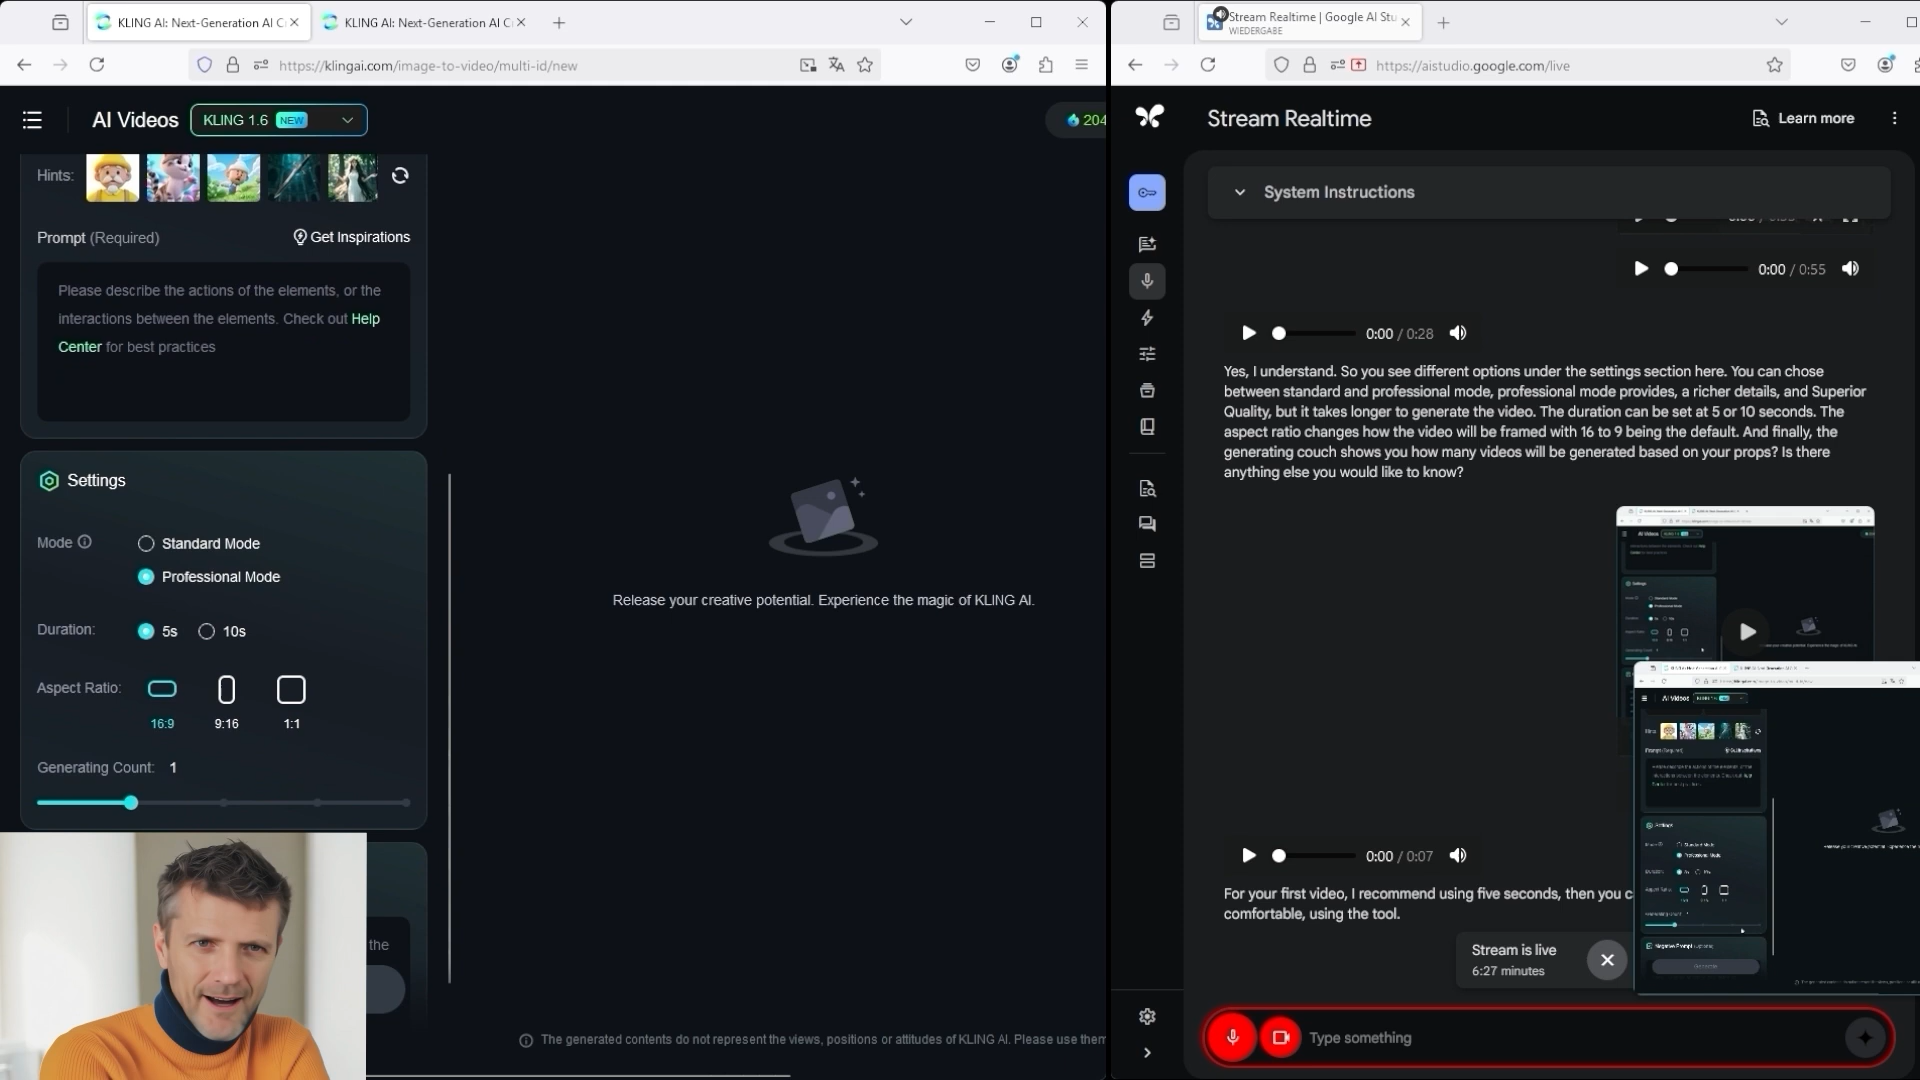 KLING AI: Next-Generation AI C
KLING AI: Next-Generation AI C
https://klingai.com/image-to-video/multi-id/new
AI Videos
KLING 1.6 NEW
204
Hints:
Prompt (Required)
Get Inspirations
Please describe the actions of the elements, or the
interactions between the elements. Check out Help
Center for best practices
Settings
Mode
Standard Mode
Professional Mode
Duration:
5s
10s
Aspect Ratio:
16:9
9:16
1:1
Generating Count: 1
the
Release your creative potential. Experience the magic of KLING AI.
The generated contents do not represent the views, positions or attitudes of KLING AI. Please use them
Stream Realtime | Google AI Stu
WIEDERGABE
https://aistudio.google.com/live
Stream Realtime
Learn more
System Instructions
0:00 / 0:55
0:00 / 0:28
Yes, I understand. So you see different options under the settings section here. You can chose
between standard and professional mode, professional mode provides, a richer details, and Superior
Quality, but it takes longer to generate the video. The duration can be set at 5 or 10 seconds. The
aspect ratio changes how the video will be framed with 16 to 9 being the default. And finally, the
generating couch shows you how many videos will be generated based on your props? Is there
anything else you would like to know?
AI Videos
Settings
0:00 / 0:07
For your first video, I recommend using five seconds, then you c
comfortable, using the tool.
AI Videos
Settings
Negative Prompt
Stream is live
6:27 minutes
Type something